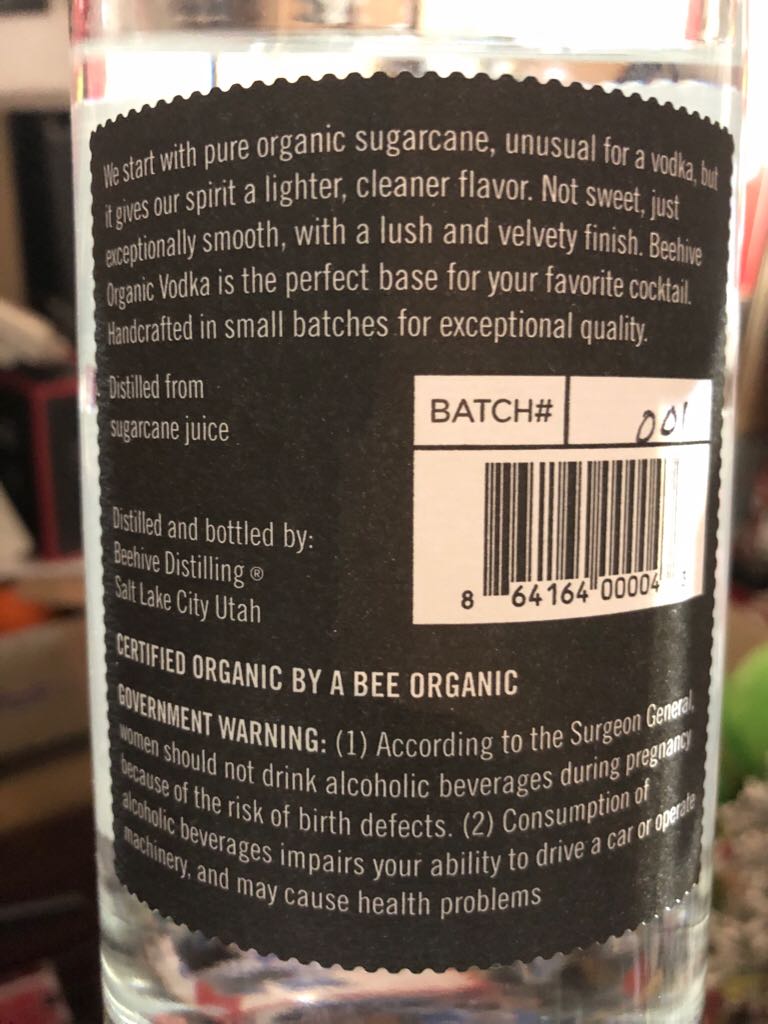 We start with pure organic sugarcane, unusual for a vodka, but
it gives our spirit a lighter, cleaner flavor. Not sweet, just
exceptionally smooth, with a lush and velvety finish. Beehive
Organic Vodka is the perfect base for your favorite cocktail.
Handcrafted in small batches for exceptional quality.
Distilled from
sugarcane juice
BATCH# 001
8 64164 00004 3
Distilled and bottled by:
Beehive Distilling ®
Salt Lake City Utah
CERTIFIED ORGANIC BY A BEE ORGANIC
GOVERNMENT WARNING: (1) According to the Surgeon General,
women should not drink alcoholic beverages during pregnancy
because of the risk of birth defects. (2) Consumption of
alcoholic beverages impairs your ability to drive a car or operate
machinery, and may cause health problems